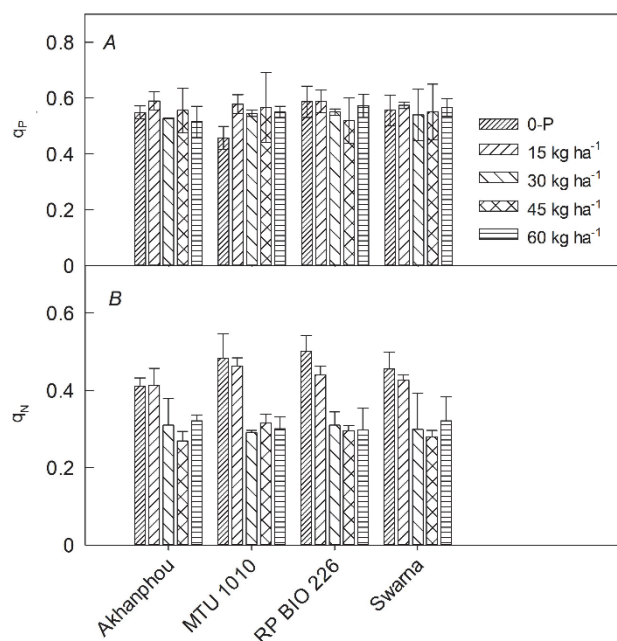 0.8
A
0.6
0.4
0.2
0
qP
0-P
15 kg ha-1
30 kg ha-1
45 kg ha-1
60 kg ha-1
B
0.6
0.4
0.2
0
qN
Akhanphou
MTU 1010
RP BIO 226
Swarna